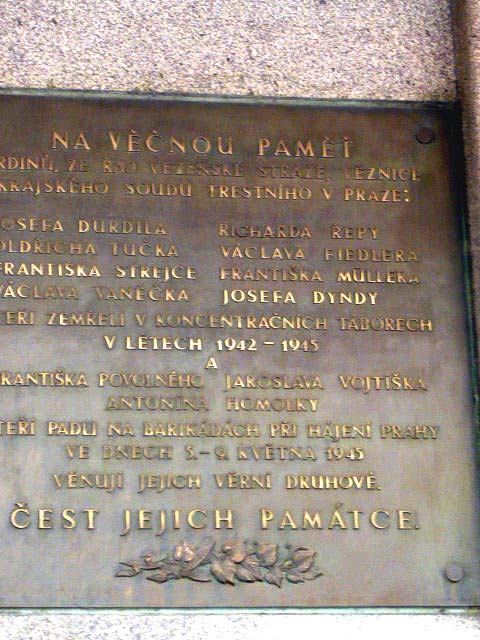 NA VĚČNOU PAMĚŤ
RDINŮ, ZE ŘAD VĚZEŇSKÉ STRÁŽE, VĚZNICE
KRAJSKÉHO SOUDU TRESTNÍHO V PRAZE:
OSEFA DURDILA RICHARDA ŘEPY
OLDŘICHA TUČKA VÁCLAVA FIEDLERA
FRANTIŠKA STREJCE FRANTIŠKA MÜLLERA
VÁCLAVA VANĚČKA JOSEFA DYNDY
TEŘÍ ZEMŘELI V KONCENTRAČNÍCH TÁBORECH
V LETECH 1942 – 1945
A
FRANTIŠKA POVOLNÉHO JAROSLAVA VOJTÍŠKA
ANTONÍNA HOMOLKY
TEŘÍ PADLI NA BARIKÁDÁCH PŘI HÁJENÍ PRAHY
VE DNECH 5.–9. KVĚTNA 1945
VĚNUJÍ JEJICH VĚRNÍ DRUHOVÉ.
ČEST JEJICH PAMÁTCE.